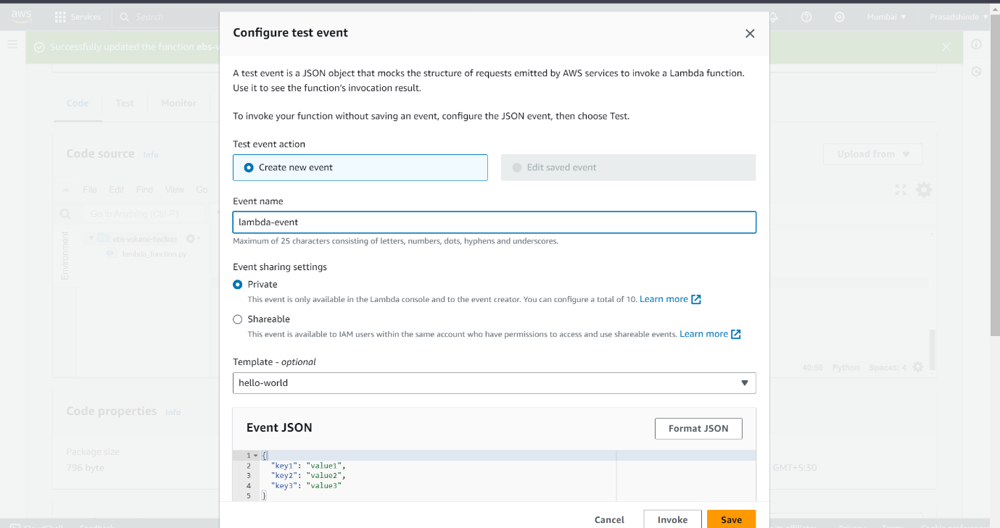 aws
Services
Search
Mumbai
Prasadshinde
Configure test event
Successfully updated the function ebs-v
A test event is a JSON object that mocks the structure of requests emitted by AWS services to invoke a Lambda function.
Use it to see the function's invocation result.
Code Test Monitor
To invoke your function without saving an event, configure the JSON event, then choose Test.
Test event action
Create new event
Edit saved event
Code source Info
Upload from
File Edit Find View Go
Event name
Go to Anything (Ctrl-P)
lambda-event
Maximum of 25 characters consisting of letters, numbers, dots, hyphens and underscores.
Environment
ebs-volume-backup
lambda_function.py
Event sharing settings
Private
This event is only available in the Lambda console and to the event creator. You can configure a total of 10. Learn more
Shareable
This event is available to IAM users within the same account who have permissions to access and use shareable events. Learn more
Template - optional
40:50 Python Spaces: 4
hello-world
Code properties Info
Event JSON
Format JSON
Package size
796 byte
GMT+5:30
1 {
2 "key1": "value1",
3 "key2": "value2",
4 "key3": "value3"
5 }
Cancel
Invoke
Save